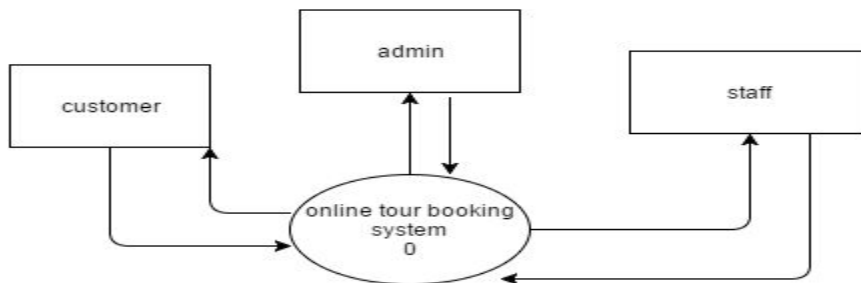 admin
customer
staff
online tour booking
system
0